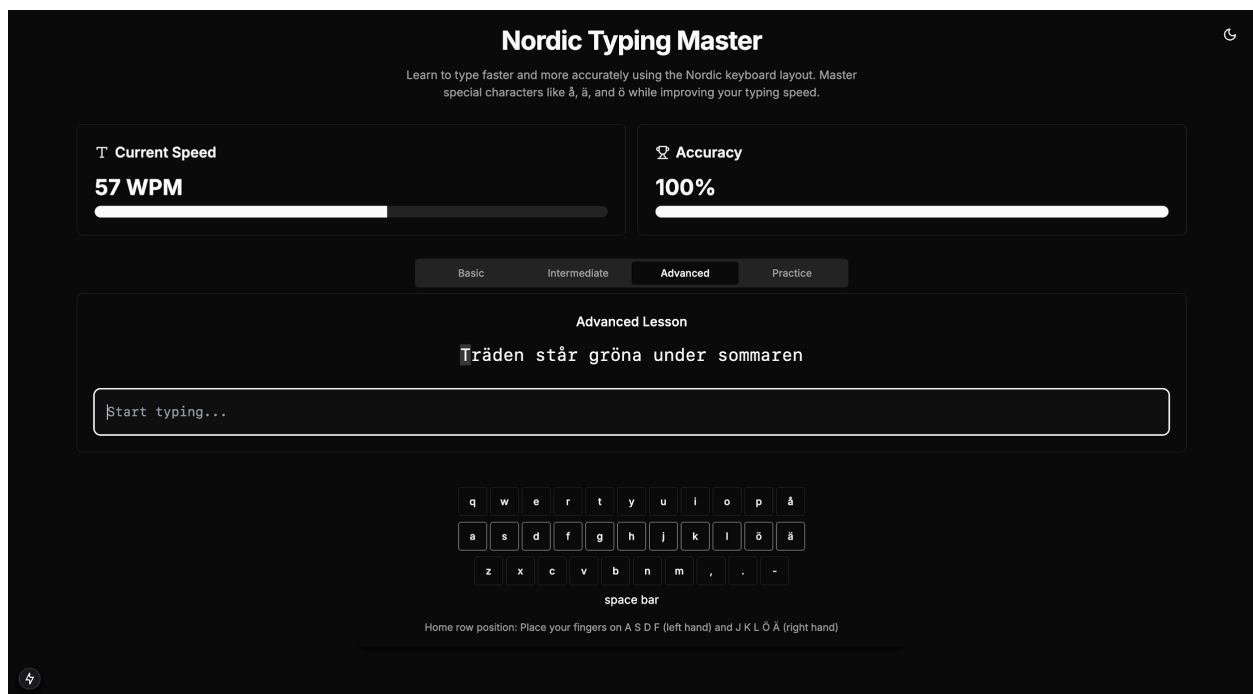 Nordic Typing Master
Learn to type faster and more accurately using the Nordic keyboard layout. Master
special characters like å, ä, and ö while improving your typing speed.
Current Speed
57 WPM
Accuracy
100%
Basic Intermediate Advanced Practice
Advanced Lesson
Träden står gröna under sommaren
Start typing...
q w e r t y u i o p å
a s d f g h j k l ö ä
z x c v b n m , . -
space bar
Home row position: Place your fingers on A S D F (left hand) and J K L Ö Ä (right hand)